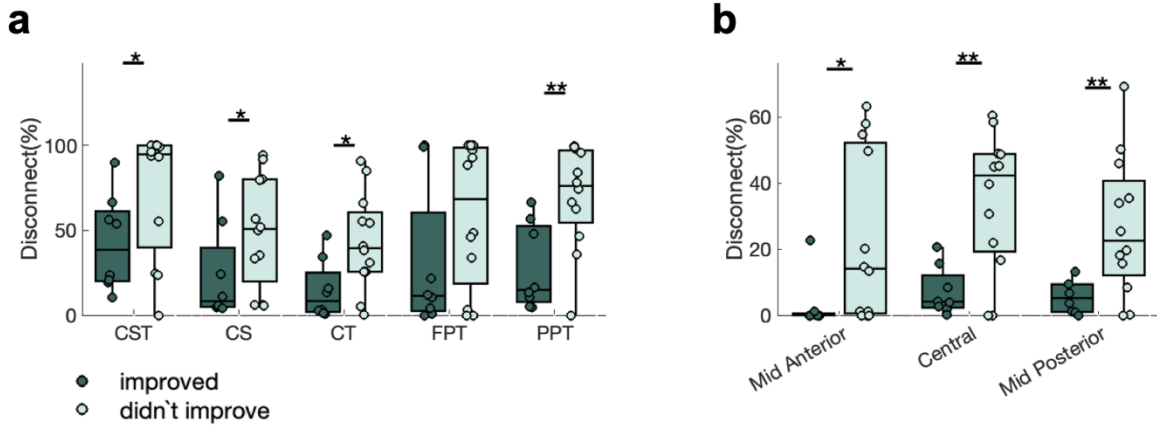 a
b
*
*
*
**
*
**
**
Disconnect(%)
100
50
0
CST
CS
CT
FPT
PPT
Disconnect(%)
60
40
20
0
Mid Anterior
Central
Mid Posterior
improved
didn`t improve